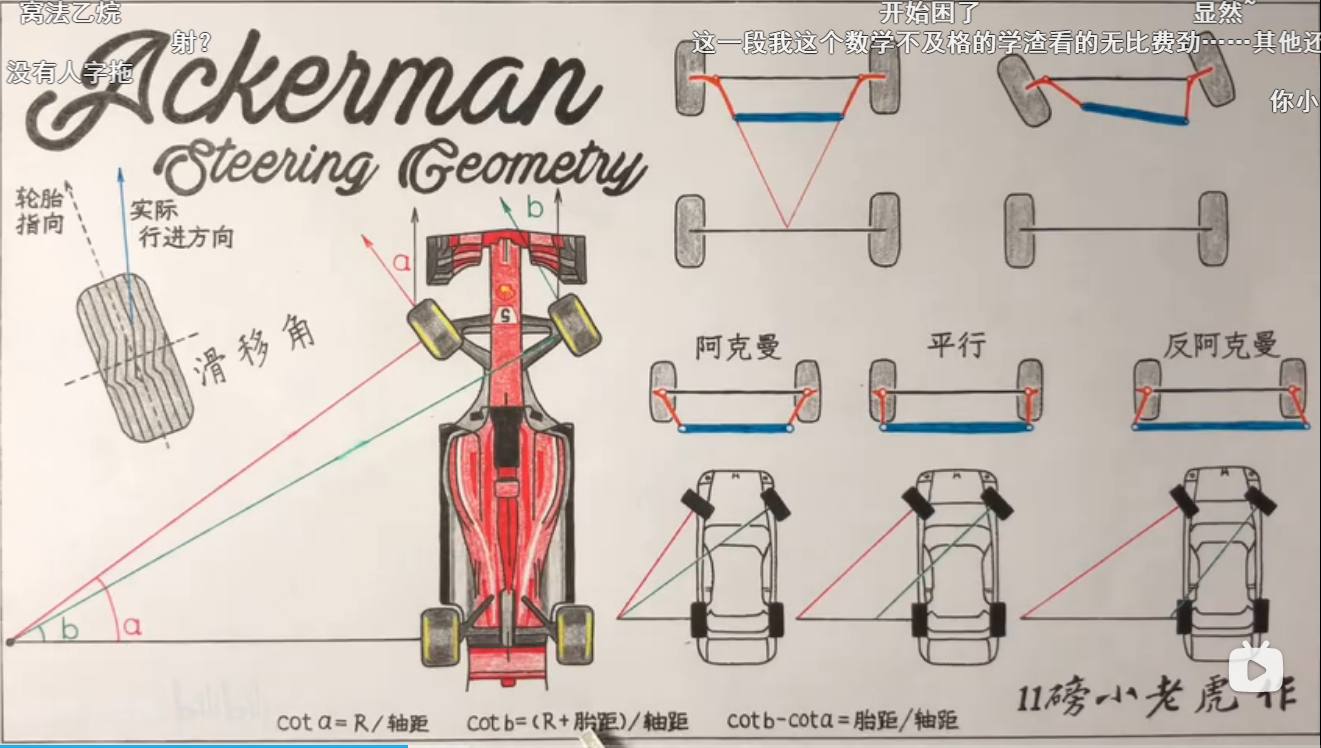 窝法乙烷
开始困了
显然~
射？
这一段我这个数学不及格的学渣看的无比费劲……其他还
没有人字拖
你小
Ackerman
Steering Geometry
轮胎
指向
实际
行进方向
滑移角
a
b
5
b
a
阿克曼
平行
反阿克曼
11磅小老虎 作
cot a = R/轴距
cot b = (R+胎距)/轴距
cot b - cot a = 胎距/轴距